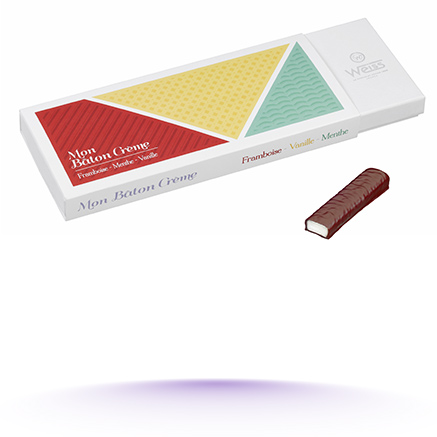 WEISS
Mon
Bâton Crème
Framboise - Menthe - Vanille
Framboise - Vanille - Menthe
Mon Bâton Crème